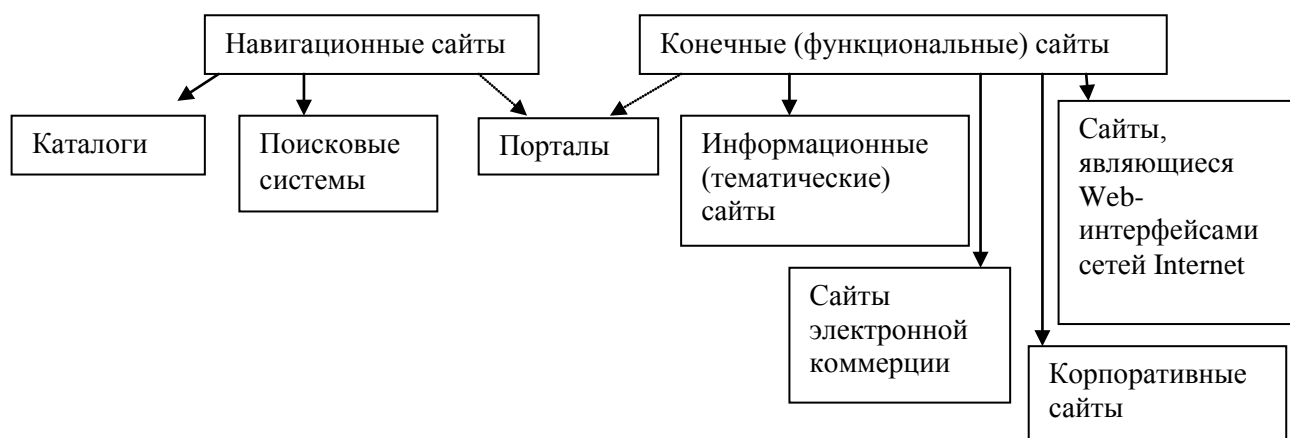 Навигационные сайты
Конечные (функциональные) сайты
Каталоги
Поисковые
системы
Порталы
Информационные
(тематические)
сайты
Сайты,
являющиеся
Web-
интерфейсами
сетей Internet
Сайты
электронной
коммерции
Корпоративные
сайты